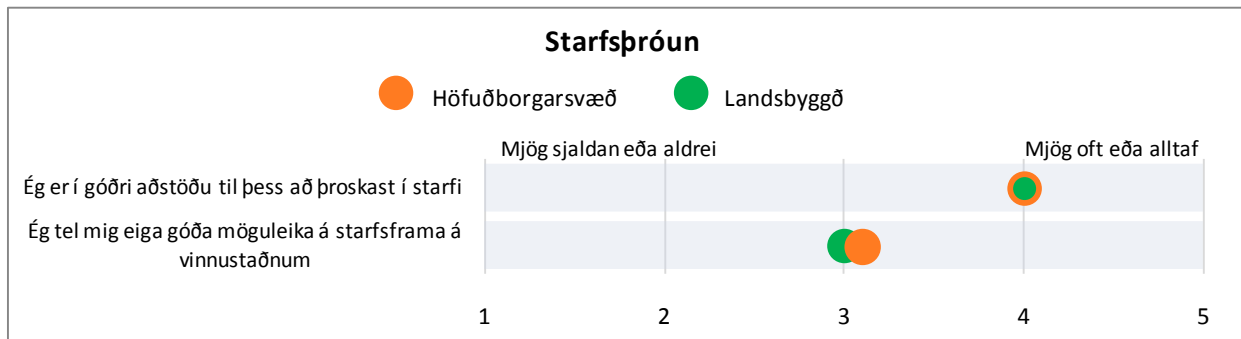 Starfsþróun
Höfuðborgarsvæð
Landsbyggð
Mjög sjaldan eða aldrei
Mjög oft eða alltaf
Ég er í góðri aðstöðu til þess að þroskast í starfi
Ég tel mig eiga góða möguleika á starfsframa á
vinnustaðnum
1
2
3
4
5